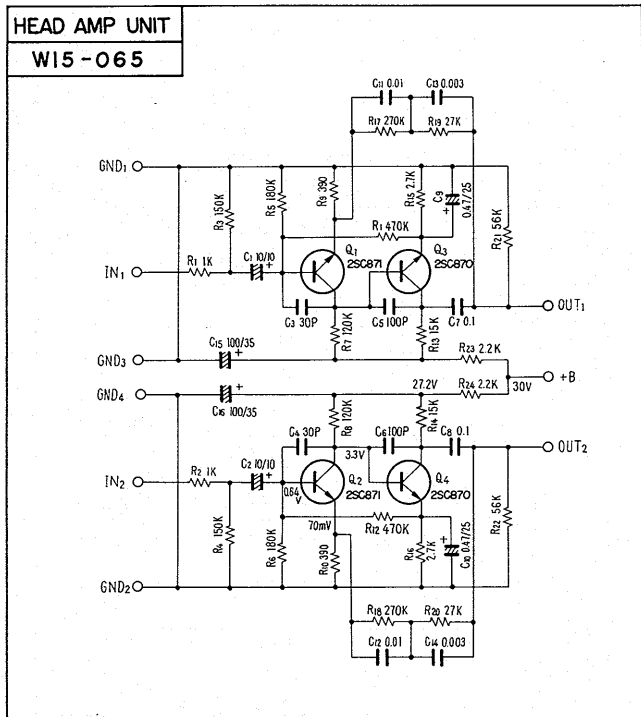 HEAD AMP UNIT
W15-065
C11 0.01
C13 0.003
R17 270K
R19 27K
GND1
R3 150K
R5 180K
R9 390
R15 2.7K
C9
0.47/25
+
R1 470K
R21 56K
IN1
R1 1K
C1 10/10
+
Q1
2SC871
Q3
2SC870
C3 30P
C5 100P
C7 0.1
OUT1
R7 120K
R13 15K
C15 100/35
+
GND3
R23 2.2K
+B
30V
R24 2.2K
GND4
C16 100/35
+
27.2V
R8 120K
R14 15K
C4 30P
C6 100P
C8 0.1
3.3V
OUT2
IN2
R2 1K
C2 10/10
+
0.64
V
Q2
2SC871
Q4
2SC870
70mV
R12 470K
R4 150K
R6 180K
R10 390
R16
2.7K
+
C10 0.47/25
R22 56K
GND2
R18 270K
R20 27K
C12 0.01
C14 0.003